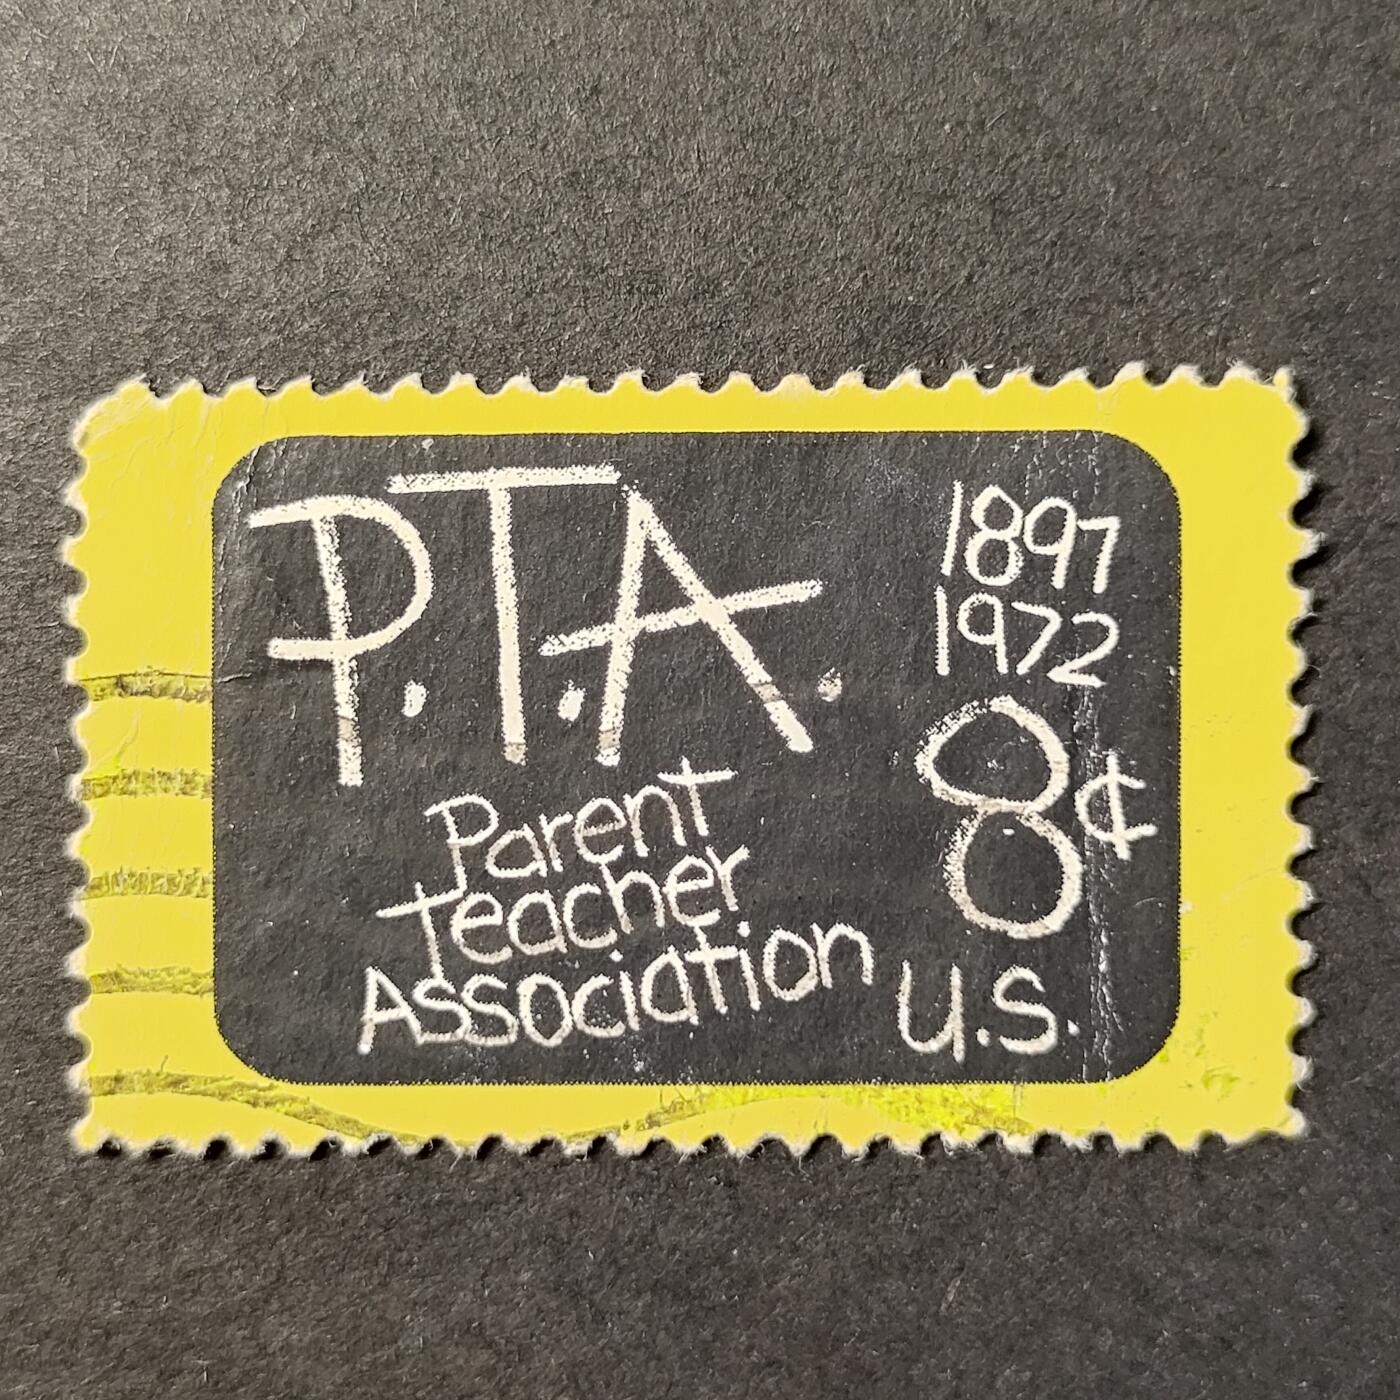 P.T.A.
Parent
Teacher
Association
1897
1972
8¢
U.S.